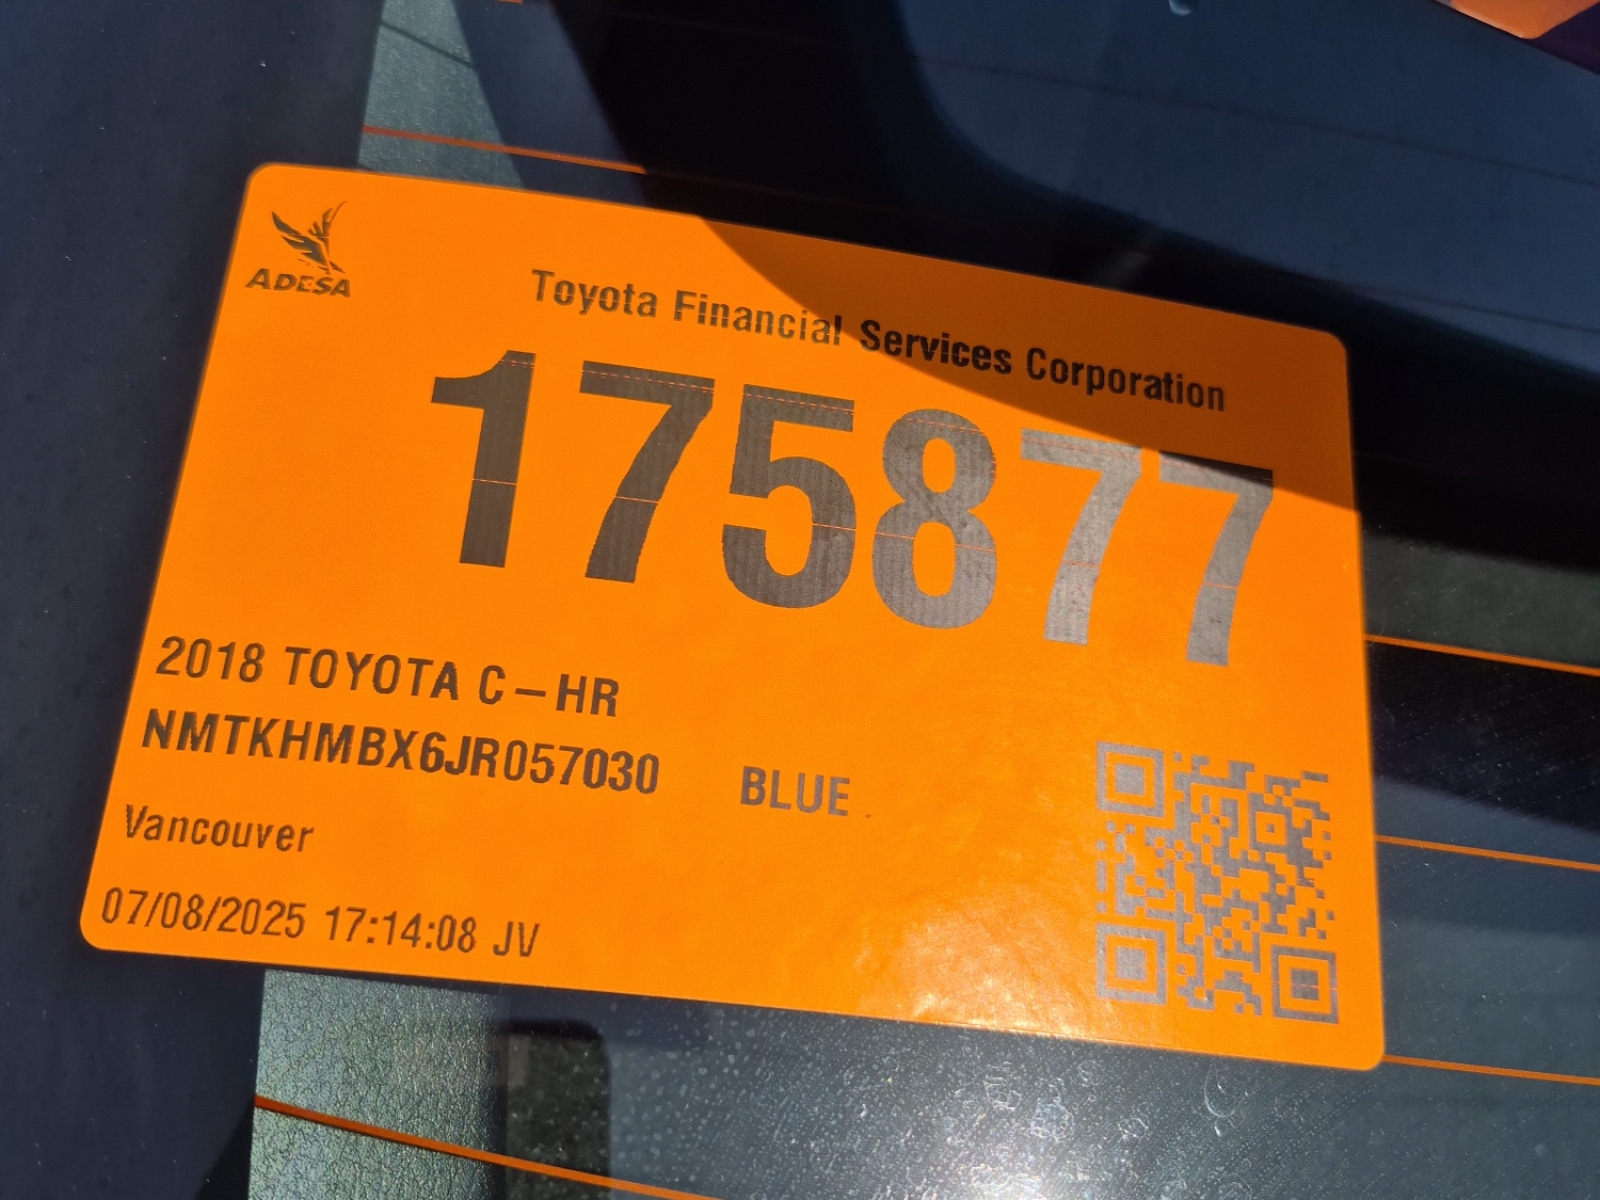 ADESA
Toyota Financial Services Corporation
175877
2018 TOYOTA C-HR
NMTKHMBX6JR057030 BLUE
Vancouver
07/08/2025 17:14:08 JV